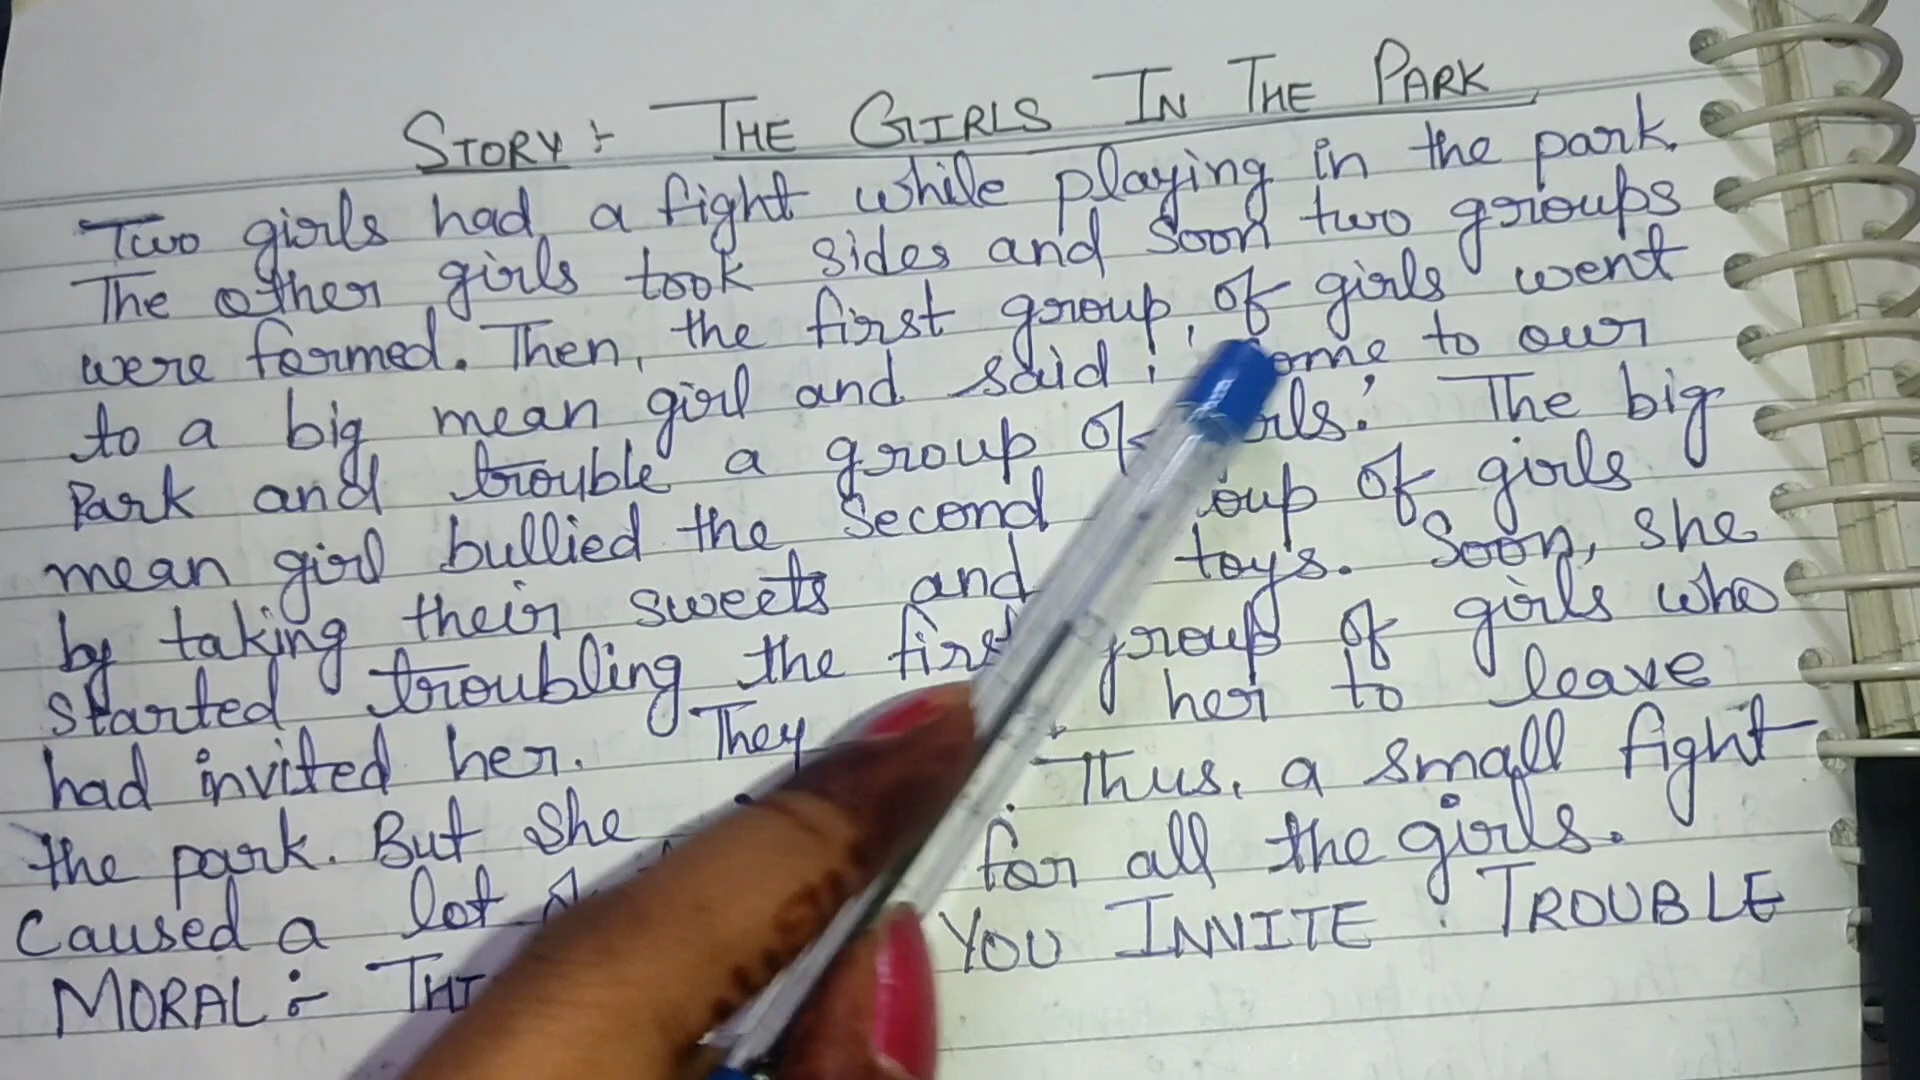 STORY :- THE GIRLS IN THE PARK
Two girls had a fight while playing in the park.
The other girls took sides and soon two groups
were formed. Then, the first group, of girls went
to a big mean girl and said : to our
Park and trouble a group of The big
mean girl bullied the second of girls
by taking their sweets and toys. Soon, she
started troubling the first group of girls who
had invited her. They her to leave
the park. But she Thus, a small fight
caused a lot for all the girls.
MORAL :- YOU INVITE TROUBLE